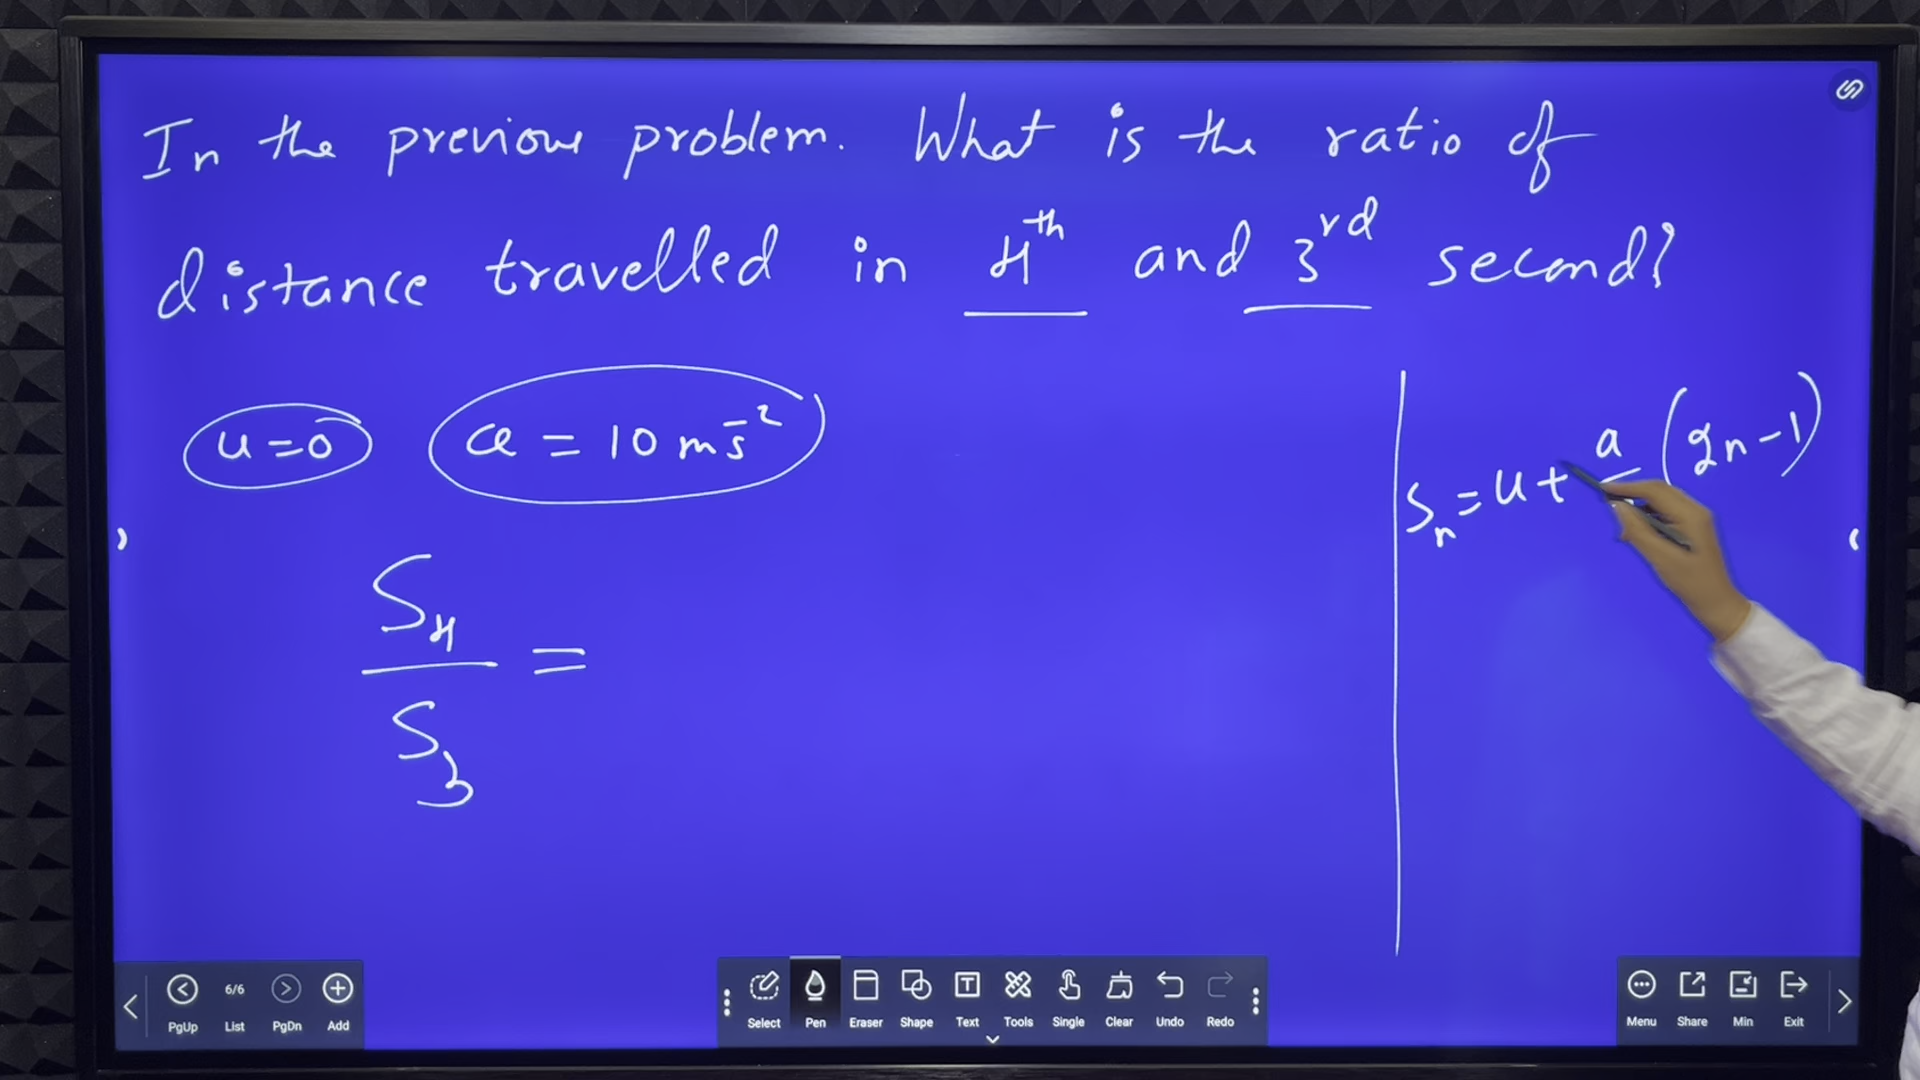 In the previous problem. What is the ratio of
distance travelled in 4th and 3rd second?
u=0 a = 10 ms⁻²
Sn = u + a (2n-1)
S4
=
S3
PgUp 6/6 List PgDn Add
Select Pen Eraser Shape Text Tools Single Clear Undo Redo
Menu Share Min Exit